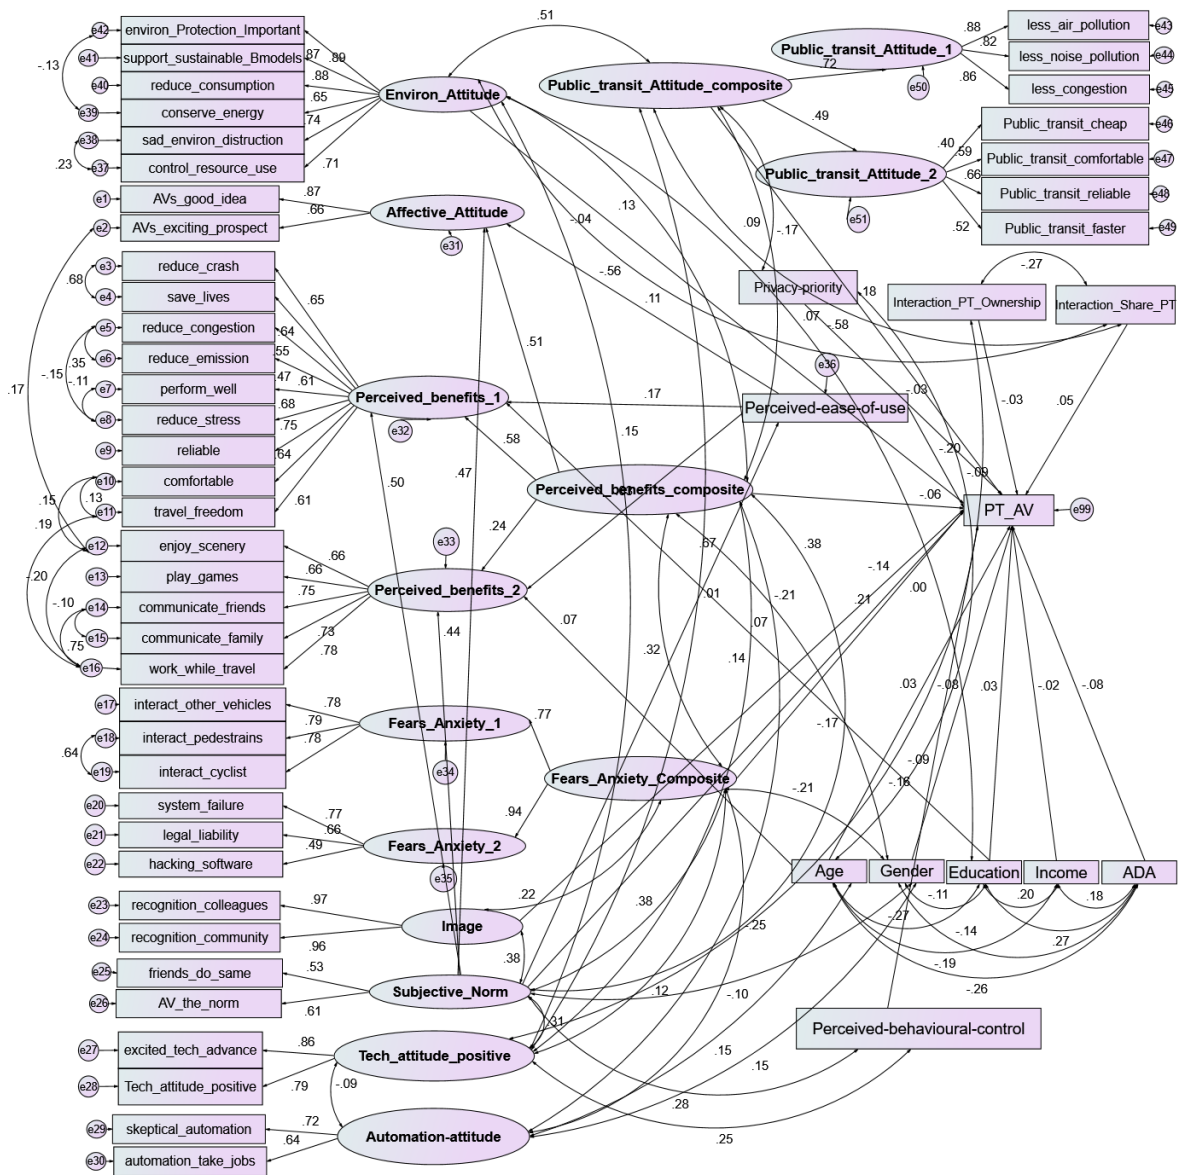 e42
environ_Protection_Important
e41
support_sustainable_Bmodels
e40
reduce_consumption
e39
conserve_energy
e38
sad_environ_distruction
e37
control_resource_use
-.13
.23
.89
.87
.88
.65
.74
.71
Environ_Attitude
.51
Public_transit_Attitude_composite
.72
.49
Public_transit_Attitude_1
e50
.88
.82
.86
less_air_pollution
e43
less_noise_pollution
e44
less_congestion
e45
Public_transit_Attitude_2
e51
.40
.59
.66
.52
Public_transit_cheap
e46
Public_transit_comfortable
e47
Public_transit_reliable
e48
Public_transit_faster
e49
e1
AVs_good_idea
e2
AVs_exciting_prospect
.87
.66
Affective_Attitude
e31
-.04
.13
.09
-.17
-.56
.11
.18
.07
-.58
Privacy-priority
-.27
Interaction_PT_Ownership
Interaction_Share_PT
e3
reduce_crash
e4
save_lives
e5
reduce_congestion
e6
reduce_emission
e7
perform_well
e8
reduce_stress
e9
reliable
e10
comfortable
e11
travel_freedom
.68
.35
-.15
-.11
.17
.15
.13
.19
.65
.64
.55
.47
.61
.68
.75
.64
.61
Perceived_benefits_1
e32
.17
e36
Perceived-ease-of-use
.51
.58
.15
.47
.50
-.03
-.03
.05
-.20
-.09
Perceived_benefits_composite
-.06
PT_AV
e99
.24
.67
.38
e12
enjoy_scenery
e13
play_games
e14
communicate_friends
e15
communicate_family
e16
work_while_travel
-.20
-.10
.75
.66
.66
.75
.73
.78
e33
Perceived_benefits_2
.44
.07
.01
-.21
.07
.32
.14
-.14
.21
.00
e17
interact_other_vehicles
e18
interact_pedestrains
e19
interact_cyclist
.64
.78
.79
.78
Fears_Anxiety_1
e34
.77
Fears_Anxiety_Composite
.94
-.21
-.17
.03
-.08
.03
-.02
-.08
-.09
-.16
e20
system_failure
e21
legal_liability
e22
hacking_software
.77
.66
.49
Fears_Anxiety_2
e35
Age
Gender
Education
Income
ADA
-.11
.20
.18
-.27
-.14
.27
-.19
-.26
e23
recognition_colleagues
e24
recognition_community
.97
.96
Image
.22
.38
.38
-.25
e25
friends_do_same
e26
AV_the_norm
.53
.61
Subjective_Norm
.12
-.10
.31
Perceived-behavioural-control
e27
excited_tech_advance
e28
Tech_attitude_positive
.86
.79
Tech_attitude_positive
-.09
.15
.15
e29
skeptical_automation
e30
automation_take_jobs
.72
.64
Automation-attitude
.28
.25